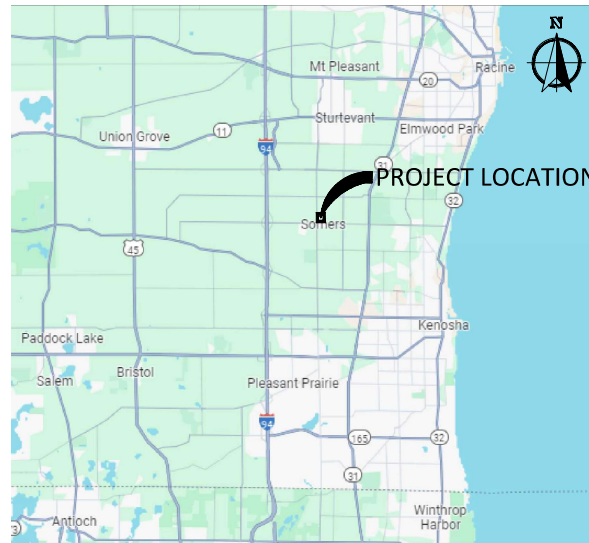 N
Mt Pleasant
Racine
20
Sturtevant
11
Union Grove
Elmwood Park
94
31
PROJECT LOCATION
32
Somers
45
Kenosha
Paddock Lake
Bristol
Salem
Pleasant Prairie
94
165
32
31
Winthrop
Harbor
Antioch